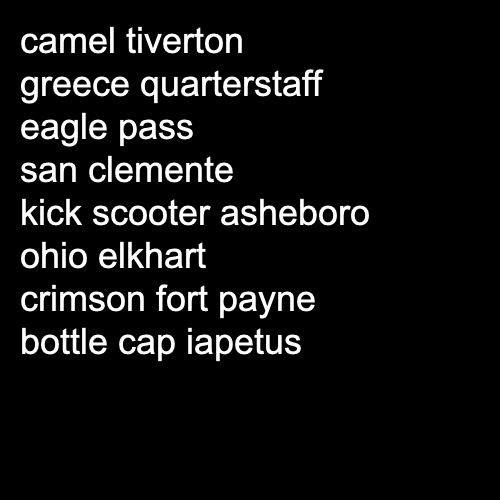 camel tiverton
greece quarterstaff
eagle pass
san clemente
kick scooter asheboro
ohio elkhart
crimson fort payne
bottle cap iapetus